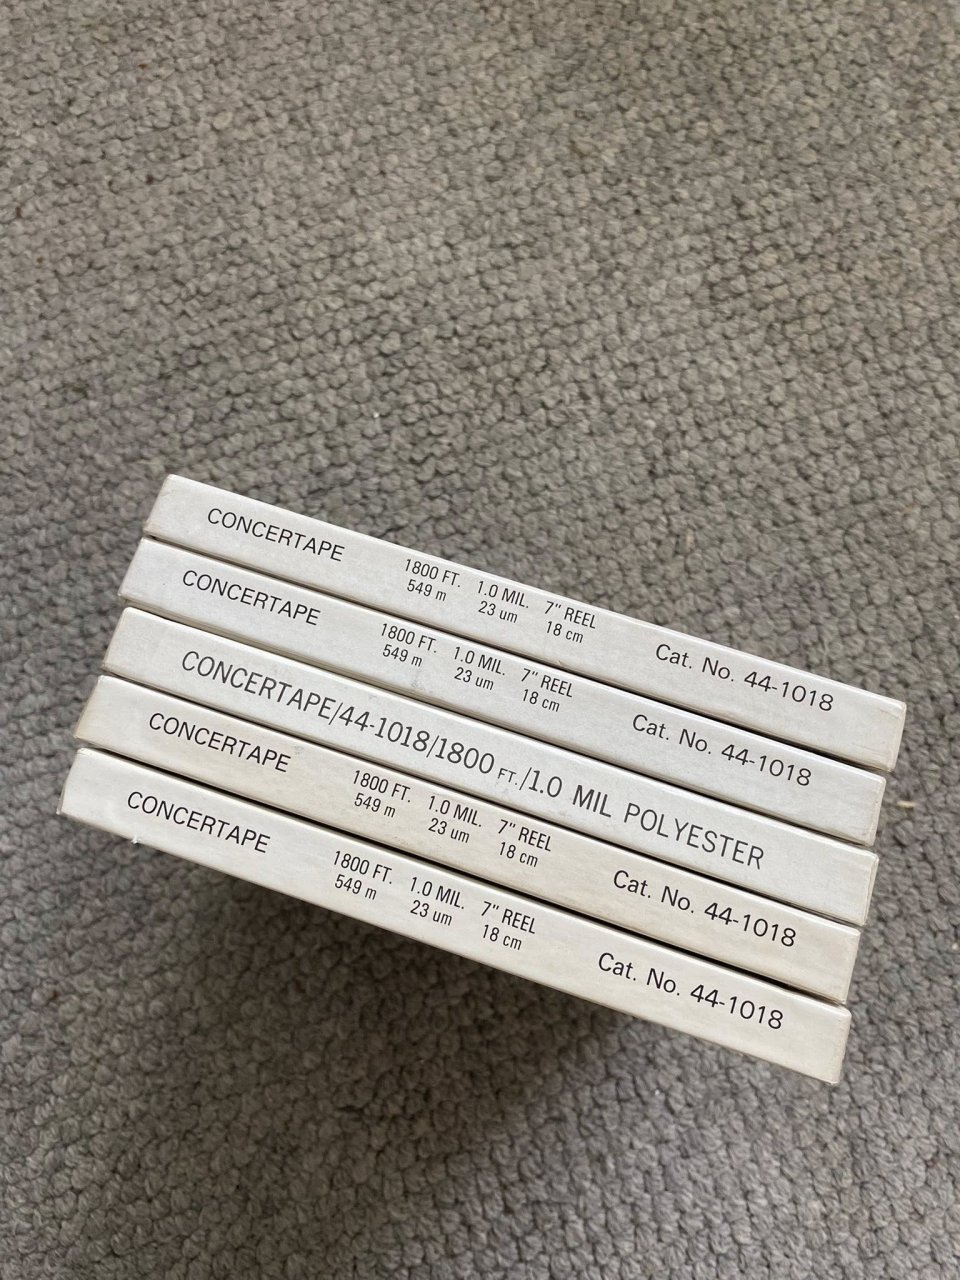 CONCERTAPE 1800 FT. 1.0 MIL. 7" REEL Cat. No. 44-1018
549 m 23 um 18 cm
CONCERTAPE 1800 FT. 1.0 MIL. 7" REEL Cat. No. 44-1018
549 m 23 um 18 cm
CONCERTAPE/44-1018/1800 FT./1.0 MIL POLYESTER
CONCERTAPE 1800 FT. 1.0 MIL. 7" REEL Cat. No. 44-1018
549 m 23 um 18 cm
CONCERTAPE 1800 FT. 1.0 MIL. 7" REEL Cat. No. 44-1018
549 m 23 um 18 cm